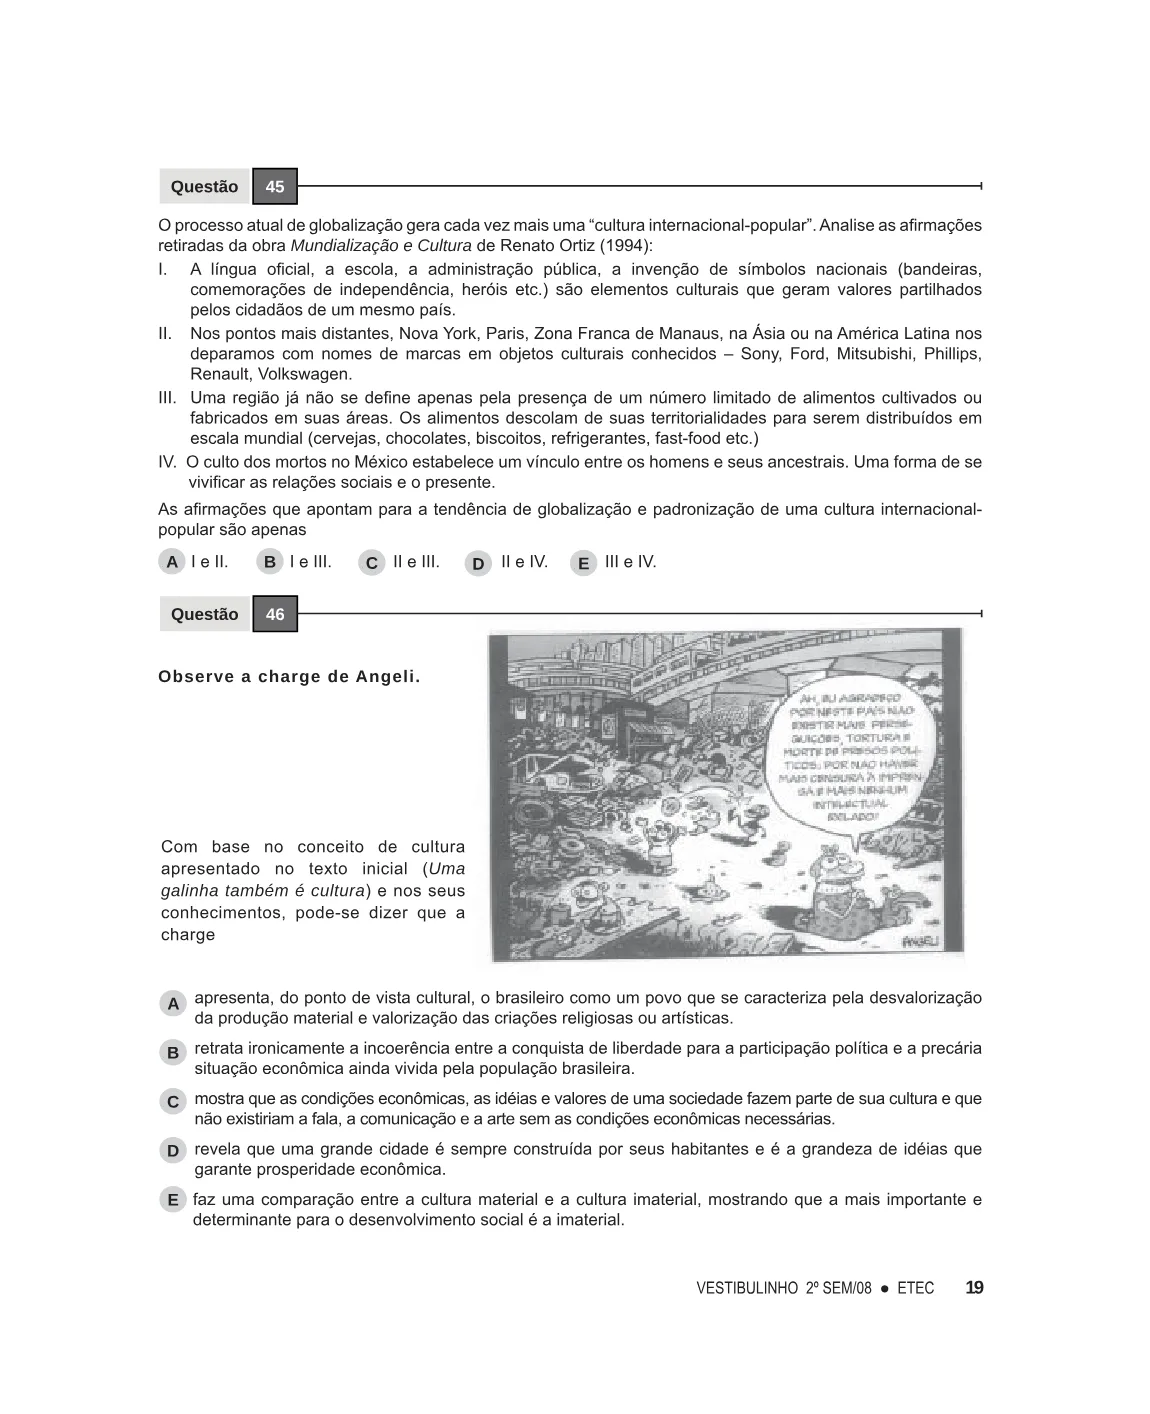 Questão 45
O processo atual de globalização gera cada vez mais uma “cultura internacional-popular”. Analise as afirmações
retiradas da obra Mundialização e Cultura de Renato Ortiz (1994):
I. A língua oficial, a escola, a administração pública, a invenção de símbolos nacionais (bandeiras,
comemorações de independência, heróis etc.) são elementos culturais que geram valores partilhados
pelos cidadãos de um mesmo país.
II. Nos pontos mais distantes, Nova York, Paris, Zona Franca de Manaus, na Ásia ou na América Latina nos
deparamos com nomes de marcas em objetos culturais conhecidos – Sony, Ford, Mitsubishi, Phillips,
Renault, Volkswagen.
III. Uma região já não se define apenas pela presença de um número limitado de alimentos cultivados ou
fabricados em suas áreas. Os alimentos descolam de suas territorialidades para serem distribuídos em
escala mundial (cervejas, chocolates, biscoitos, refrigerantes, fast-food etc.)
IV. O culto dos mortos no México estabelece um vínculo entre os homens e seus ancestrais. Uma forma de se
vivificar as relações sociais e o presente.
As afirmações que apontam para a tendência de globalização e padronização de uma cultura internacional-
popular são apenas
A I e II. B I e III. C II e III. D II e IV. E III e IV.
Questão 46
Observe a charge de Angeli.
AH, EU AGRADEÇO
POR NESTE PAÍS NÃO
EXISTIR MAIS PERSE-
GUIÇÕES, TORTURA E
MORTE DE PRESOS POLÍ-
TICOS; POR NÃO HAVER
MAIS CENSURA À IMPREN-
SA E MAIS NENHUM
INTELECTUAL
EXILADO!
ANGELI
Com base no conceito de cultura
apresentado no texto inicial (Uma
galinha também é cultura) e nos seus
conhecimentos, pode-se dizer que a
charge
A apresenta, do ponto de vista cultural, o brasileiro como um povo que se caracteriza pela desvalorização
da produção material e valorização das criações religiosas ou artísticas.
B retrata ironicamente a incoerência entre a conquista de liberdade para a participação política e a precária
situação econômica ainda vivida pela população brasileira.
C mostra que as condições econômicas, as idéias e valores de uma sociedade fazem parte de sua cultura e que
não existiriam a fala, a comunicação e a arte sem as condições econômicas necessárias.
D revela que uma grande cidade é sempre construída por seus habitantes e é a grandeza de idéias que
garante prosperidade econômica.
E faz uma comparação entre a cultura material e a cultura imaterial, mostrando que a mais importante e
determinante para o desenvolvimento social é a imaterial.
VESTIBULINHO 2º SEM/08 ● ETEC 19